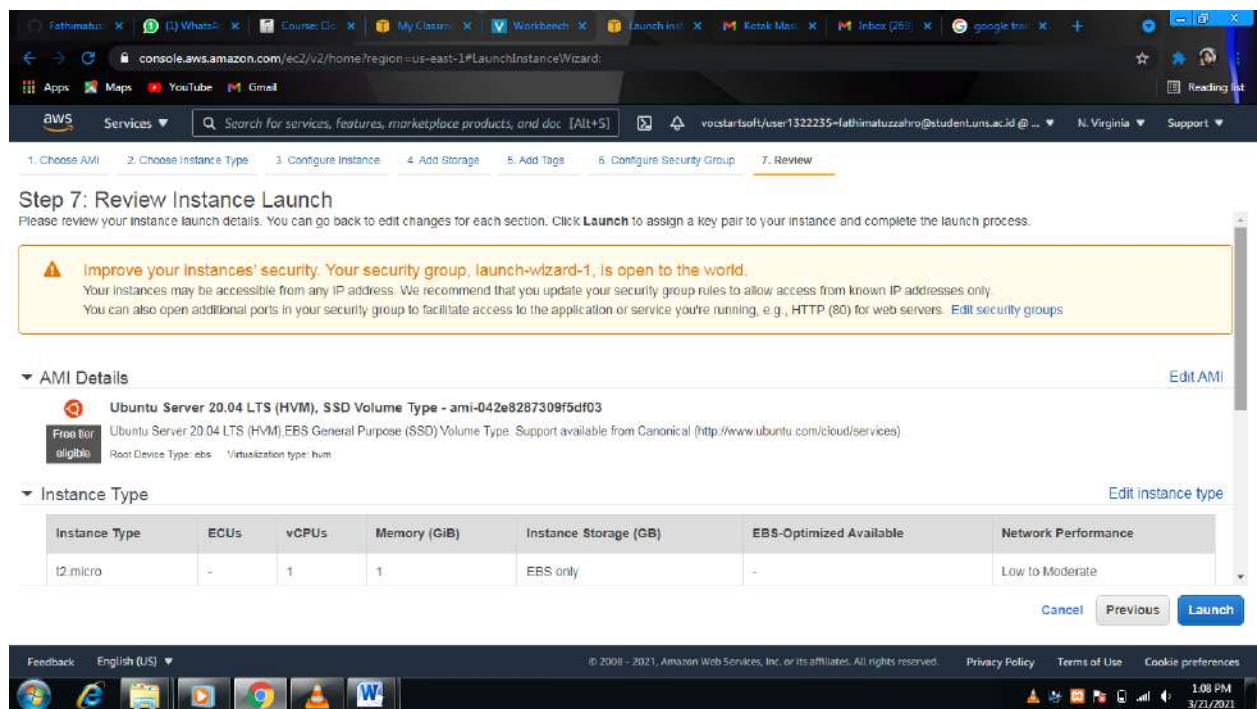 Fathimatu:
(1) WhatsA
Course: Clo
My Classro
Workbench
Launch inst
Kotak Mas
Inbox (268)
google tran
console.aws.amazon.com/ec2/v2/home?region=us-east-1#LaunchInstanceWizard:
Apps Maps YouTube Gmail Reading list
aws Services Search for services, features, marketplace products, and doc [Alt+S] vocstartsoft/user1322235=fathimatuzzahro@student.uns.ac.id @ ... N. Virginia Support
1. Choose AMI 2. Choose Instance Type 3. Configure Instance 4. Add Storage 5. Add Tags 6. Configure Security Group 7. Review
Step 7: Review Instance Launch
Please review your instance launch details. You can go back to edit changes for each section. Click Launch to assign a key pair to your instance and complete the launch process.
Improve your instances' security. Your security group, launch-wizard-1, is open to the world.
Your instances may be accessible from any IP address. We recommend that you update your security group rules to allow access from known IP addresses only.
You can also open additional ports in your security group to facilitate access to the application or service you're running, e.g., HTTP (80) for web servers. Edit security groups
AMI Details Edit AMI
Ubuntu Server 20.04 LTS (HVM), SSD Volume Type - ami-042e8287309f5df03
Free tier eligible
Ubuntu Server 20.04 LTS (HVM),EBS General Purpose (SSD) Volume Type. Support available from Canonical (http://www.ubuntu.com/cloud/services).
Root Device Type: ebs Virtualization type: hvm
Instance Type Edit instance type
Instance Type ECUs vCPUs Memory (GiB) Instance Storage (GB) EBS-Optimized Available Network Performance
t2.micro - 1 1 EBS only - Low to Moderate
Cancel Previous Launch
Feedback English (US) © 2008 - 2021, Amazon Web Services, Inc. or its affiliates. All rights reserved. Privacy Policy Terms of Use Cookie preferences
1:08 PM
3/21/2021